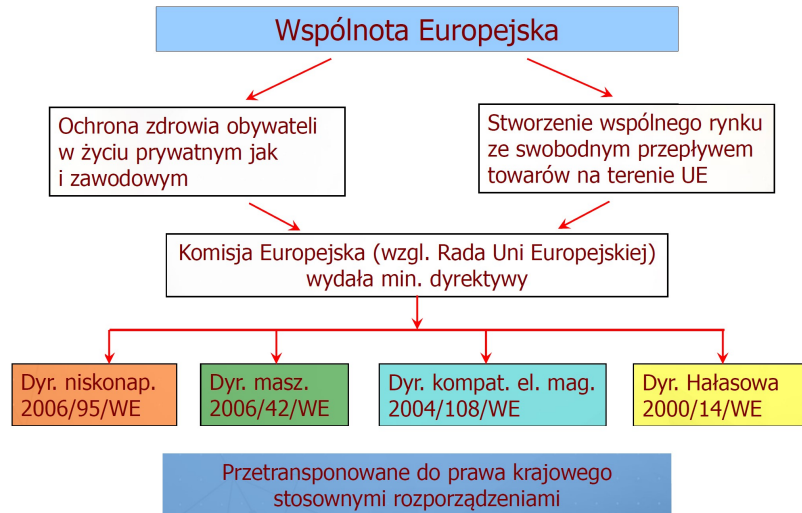 Wspólnota Europejska
Ochrona zdrowia obywateli
w życiu prywatnym jak
i zawodowym
Stworzenie wspólnego rynku
ze swobodnym przepływem
towarów na terenie UE
Komisja Europejska (wzgl. Rada Uni Europejskiej)
wydała min. dyrektywy
Dyr. niskonap.
2006/95/WE
Dyr. masz.
2006/42/WE
Dyr. kompat. el. mag.
2004/108/WE
Dyr. Hałasowa
2000/14/WE
Przetransponowane do prawa krajowego
stosownymi rozporządzeniami